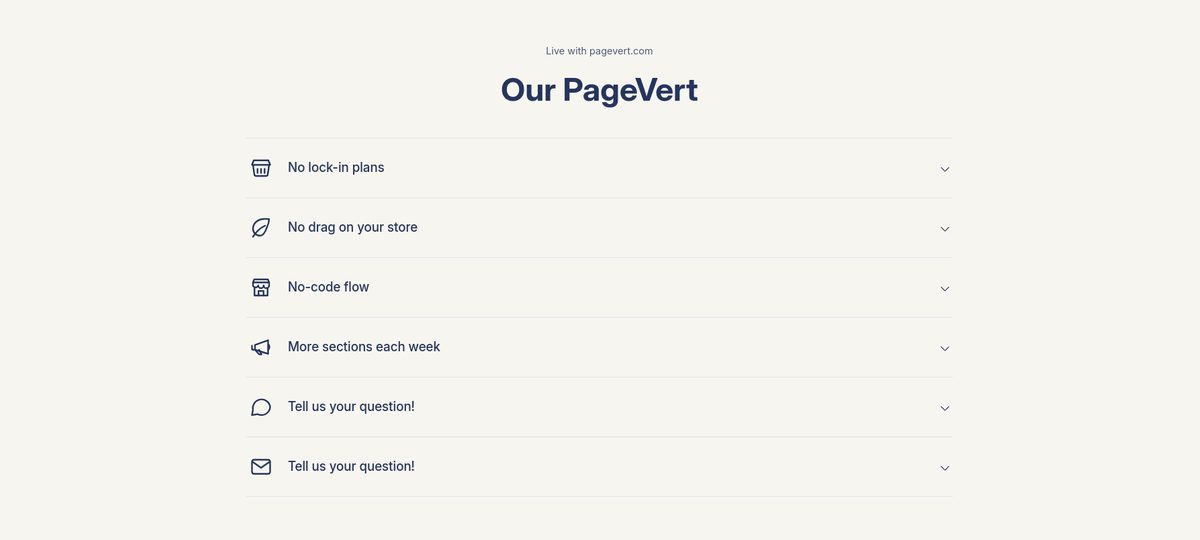 Live with pagevert.com
Our PageVert
No lock-in plans
No drag on your store
No-code flow
More sections each week
Tell us your question!
Tell us your question!